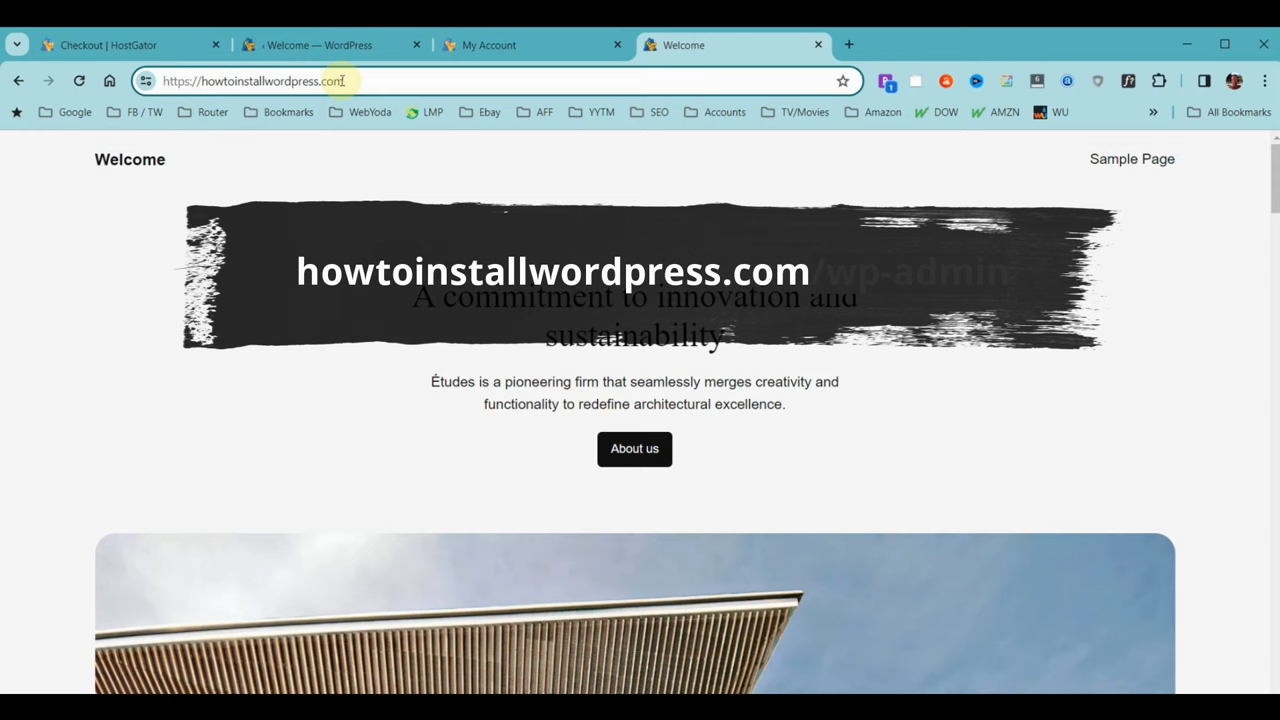 Checkout | HostGator
‹ Welcome — WordPress
My Account
Welcome
https://howtoinstallwordpress.com
Google
FB / TW
Router
Bookmarks
WebYoda
LMP
Ebay
AFF
YYTM
SEO
Accounts
TV/Movies
Amazon
DOW
AMZN
WU
»
All Bookmarks
Welcome
Sample Page
howtoinstallwordpress.com/wp-admin
A commitment to innovation and
sustainability
Études is a pioneering firm that seamlessly merges creativity and
functionality to redefine architectural excellence.
About us